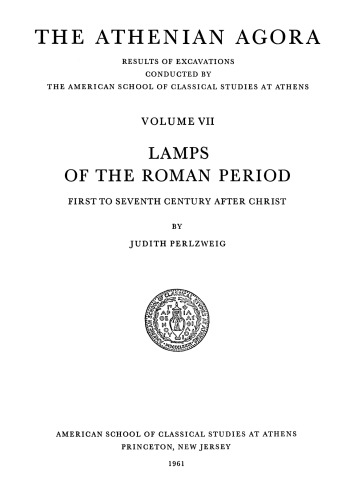 THE ATHENIAN AGORA
RESULTS OF EXCAVATIONS
CONDUCTED BY
THE AMERICAN SCHOOL OF CLASSICAL STUDIES AT ATHENS
VOLUME VII
LAMPS
OF THE ROMAN PERIOD
FIRST TO SEVENTH CENTURY AFTER CHRIST
BY
JUDITH PERLZWEIG
AMERICAN SCHOOL OF CLASSICAL STUDIES AT ATHENS
PRINCETON, NEW JERSEY
1961